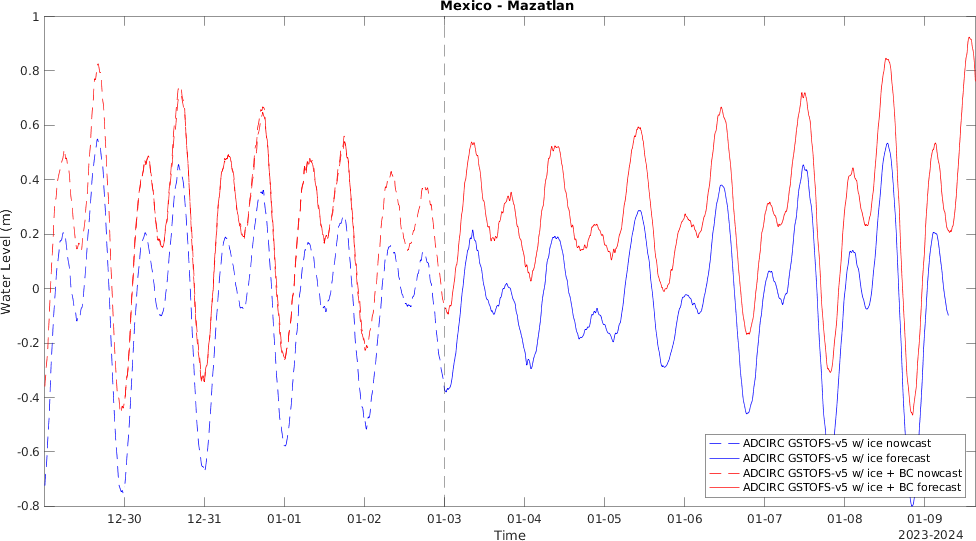 Mexico - Mazatlan
1
0.8
0.6
0.4
0.2
0
-0.2
-0.4
-0.6
-0.8
Water Level (m)
12-30 12-31 01-01 01-02 01-03 01-04 01-05 01-06 01-07 01-08 01-09
Time
2023-2024
ADCIRC GSTOFS-v5 w/ ice nowcast
ADCIRC GSTOFS-v5 w/ ice forecast
ADCIRC GSTOFS-v5 w/ ice + BC nowcast
ADCIRC GSTOFS-v5 w/ ice + BC forecast